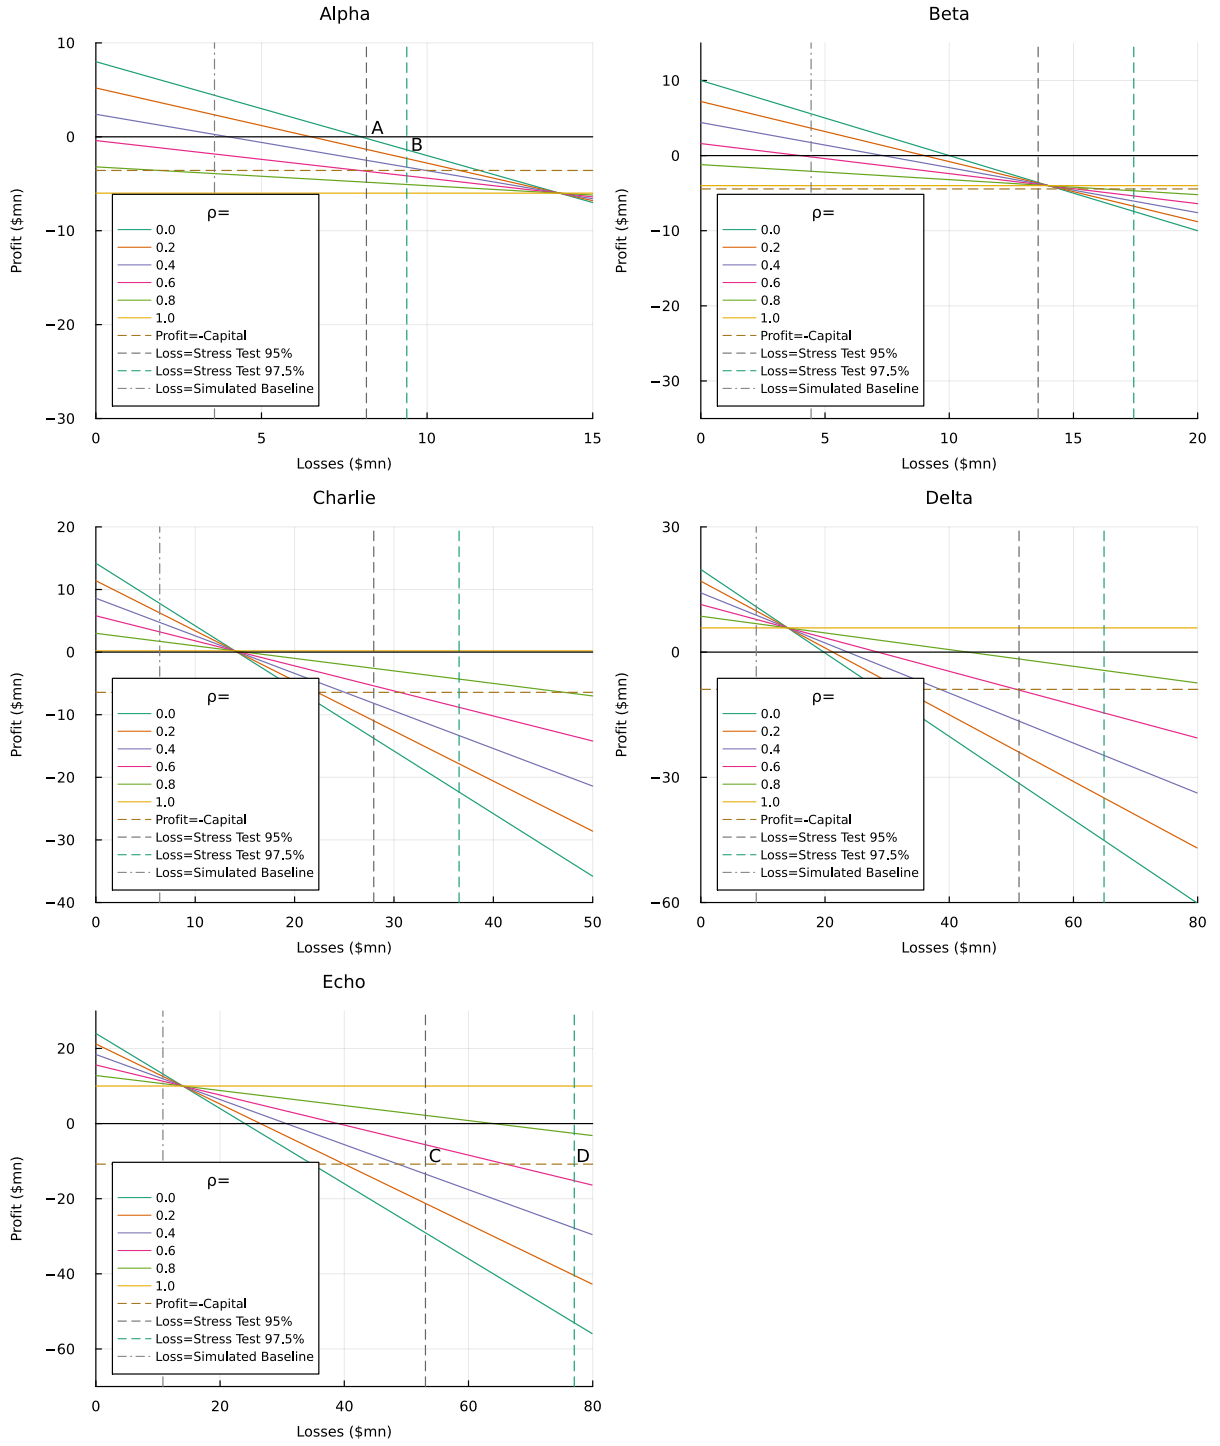 Alpha
10
0
−10
−20
−30
Profit ($mn)
A
B
ρ=
0.0
0.2
0.4
0.6
0.8
1.0
Profit=-Capital
Loss=Stress Test 95%
Loss=Stress Test 97.5%
Loss=Simulated Baseline
0 5 10 15
Losses ($mn)
Beta
10
0
−10
−20
−30
Profit ($mn)
ρ=
0.0
0.2
0.4
0.6
0.8
1.0
Profit=-Capital
Loss=Stress Test 95%
Loss=Stress Test 97.5%
Loss=Simulated Baseline
0 5 10 15 20
Losses ($mn)
Charlie
20
10
0
−10
−20
−30
−40
Profit ($mn)
ρ=
0.0
0.2
0.4
0.6
0.8
1.0
Profit=-Capital
Loss=Stress Test 95%
Loss=Stress Test 97.5%
Loss=Simulated Baseline
0 10 20 30 40 50
Losses ($mn)
Delta
30
0
−30
−60
Profit ($mn)
ρ=
0.0
0.2
0.4
0.6
0.8
1.0
Profit=-Capital
Loss=Stress Test 95%
Loss=Stress Test 97.5%
Loss=Simulated Baseline
0 20 40 60 80
Losses ($mn)
Echo
20
0
−20
−40
−60
Profit ($mn)
C
D
ρ=
0.0
0.2
0.4
0.6
0.8
1.0
Profit=-Capital
Loss=Stress Test 95%
Loss=Stress Test 97.5%
Loss=Simulated Baseline
0 20 40 60 80
Losses ($mn)